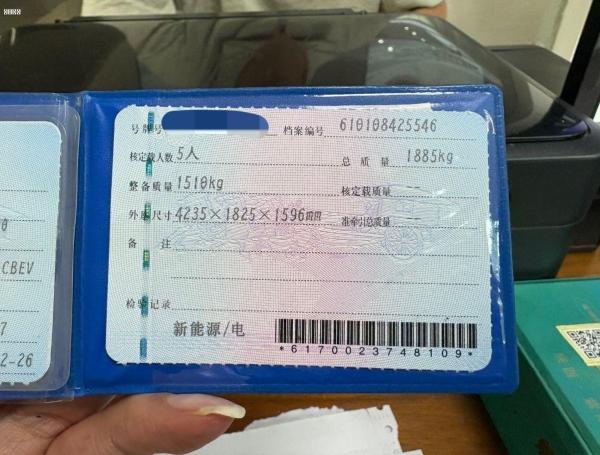 号牌号 档案编号 610108425546
核定载人数 5人 总质量 1885kg
整备质量 1510kg 核定载质量 --
外廓尺寸 4235×1825×1596mm 准牵引总质量 --
备注
检验记录
新能源/电
*6170023748109*
CBEV
7
2-26